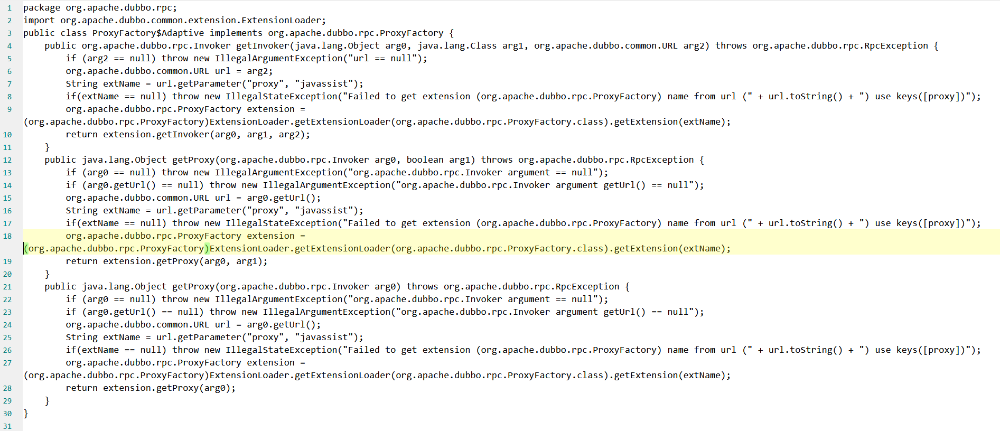 1 package org.apache.dubbo.rpc;
2 import org.apache.dubbo.common.extension.ExtensionLoader;
3 public class ProxyFactory$Adaptive implements org.apache.dubbo.rpc.ProxyFactory {
4     public org.apache.dubbo.rpc.Invoker getInvoker(java.lang.Object arg0, java.lang.Class arg1, org.apache.dubbo.common.URL arg2) throws org.apache.dubbo.rpc.RpcException {
5         if (arg2 == null) throw new IllegalArgumentException("url == null");
6         org.apache.dubbo.common.URL url = arg2;
7         String extName = url.getParameter("proxy", "javassist");
8         if(extName == null) throw new IllegalStateException("Failed to get extension (org.apache.dubbo.rpc.ProxyFactory) name from url (" + url.toString() + ") use keys([proxy])");
9         org.apache.dubbo.rpc.ProxyFactory extension =
(org.apache.dubbo.rpc.ProxyFactory)ExtensionLoader.getExtensionLoader(org.apache.dubbo.rpc.ProxyFactory.class).getExtension(extName);
10         return extension.getInvoker(arg0, arg1, arg2);
11     }
12     public java.lang.Object getProxy(org.apache.dubbo.rpc.Invoker arg0, boolean arg1) throws org.apache.dubbo.rpc.RpcException {
13         if (arg0 == null) throw new IllegalArgumentException("org.apache.dubbo.rpc.Invoker argument == null");
14         if (arg0.getUrl() == null) throw new IllegalArgumentException("org.apache.dubbo.rpc.Invoker argument getUrl() == null");
15         org.apache.dubbo.common.URL url = arg0.getUrl();
16         String extName = url.getParameter("proxy", "javassist");
17         if(extName == null) throw new IllegalStateException("Failed to get extension (org.apache.dubbo.rpc.ProxyFactory) name from url (" + url.toString() + ") use keys([proxy])");
18         org.apache.dubbo.rpc.ProxyFactory extension =
(org.apache.dubbo.rpc.ProxyFactory)ExtensionLoader.getExtensionLoader(org.apache.dubbo.rpc.ProxyFactory.class).getExtension(extName);
19         return extension.getProxy(arg0, arg1);
20     }
21     public java.lang.Object getProxy(org.apache.dubbo.rpc.Invoker arg0) throws org.apache.dubbo.rpc.RpcException {
22         if (arg0 == null) throw new IllegalArgumentException("org.apache.dubbo.rpc.Invoker argument == null");
23         if (arg0.getUrl() == null) throw new IllegalArgumentException("org.apache.dubbo.rpc.Invoker argument getUrl() == null");
24         org.apache.dubbo.common.URL url = arg0.getUrl();
25         String extName = url.getParameter("proxy", "javassist");
26         if(extName == null) throw new IllegalStateException("Failed to get extension (org.apache.dubbo.rpc.ProxyFactory) name from url (" + url.toString() + ") use keys([proxy])");
27         org.apache.dubbo.rpc.ProxyFactory extension =
(org.apache.dubbo.rpc.ProxyFactory)ExtensionLoader.getExtensionLoader(org.apache.dubbo.rpc.ProxyFactory.class).getExtension(extName);
28         return extension.getProxy(arg0);
29     }
30 }
31